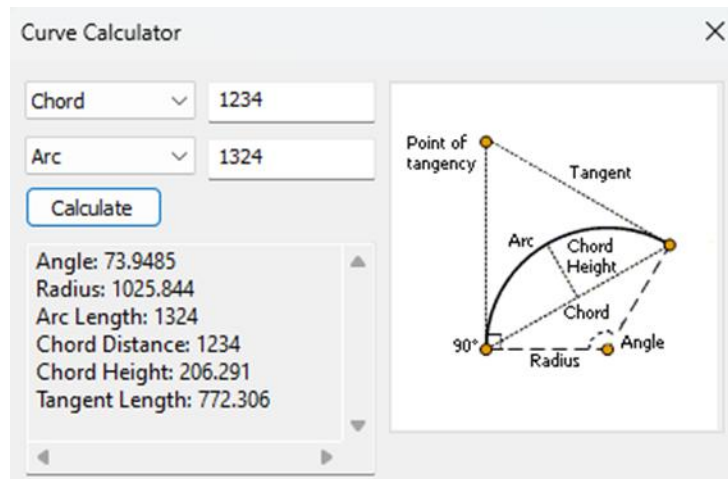 Curve Calculator
Chord 1234
Arc 1324
Calculate
Angle: 73.9485
Radius: 1025.844
Arc Length: 1324
Chord Distance: 1234
Chord Height: 206.291
Tangent Length: 772.306
Point of
tangency
Tangent
Arc
Chord
Height
Chord
90°
Radius
Angle